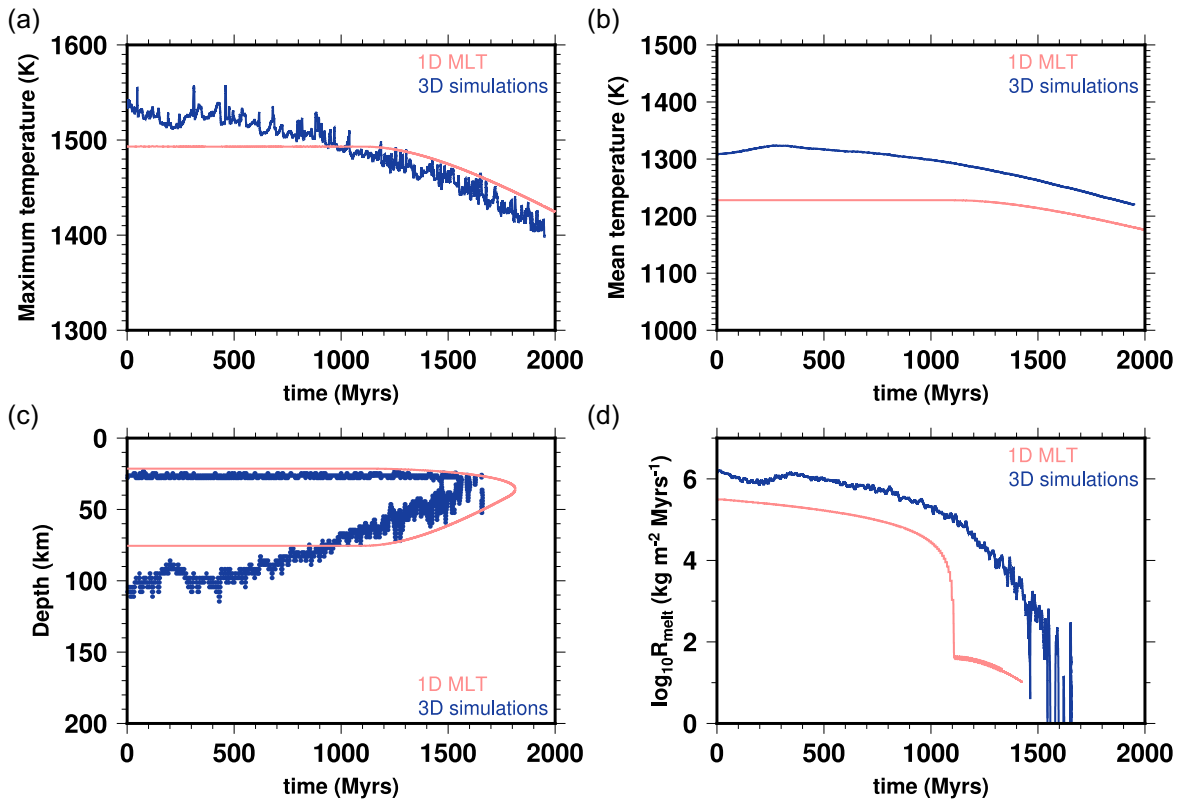 (a)
1600
1500
1400
1300
Maximum temperature (K)
1D MLT
3D simulations
0 500 1000 1500 2000
time (Myrs)
(b)
1500
1400
1300
1200
1100
1000
Mean temperature (K)
1D MLT
3D simulations
0 500 1000 1500 2000
time (Myrs)
(c)
0
50
100
150
200
Depth (km)
1D MLT
3D simulations
0 500 1000 1500 2000
time (Myrs)
(d)
6
4
2
0
log₁₀R_melt (kg m⁻² Myrs⁻¹)
1D MLT
3D simulations
0 500 1000 1500 2000
time (Myrs)